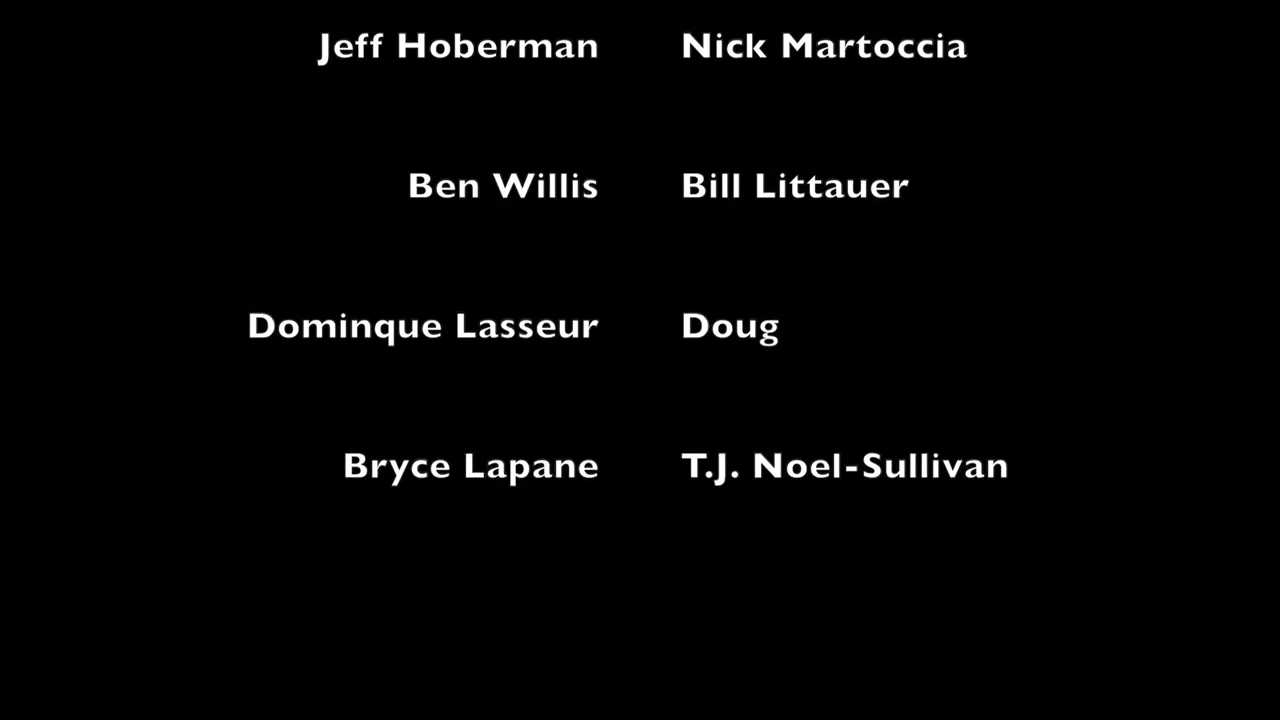 Jeff Hoberman Nick Martoccia
Ben Willis Bill Littauer
Dominque Lasseur Doug
Bryce Lapane T.J. Noel-Sullivan